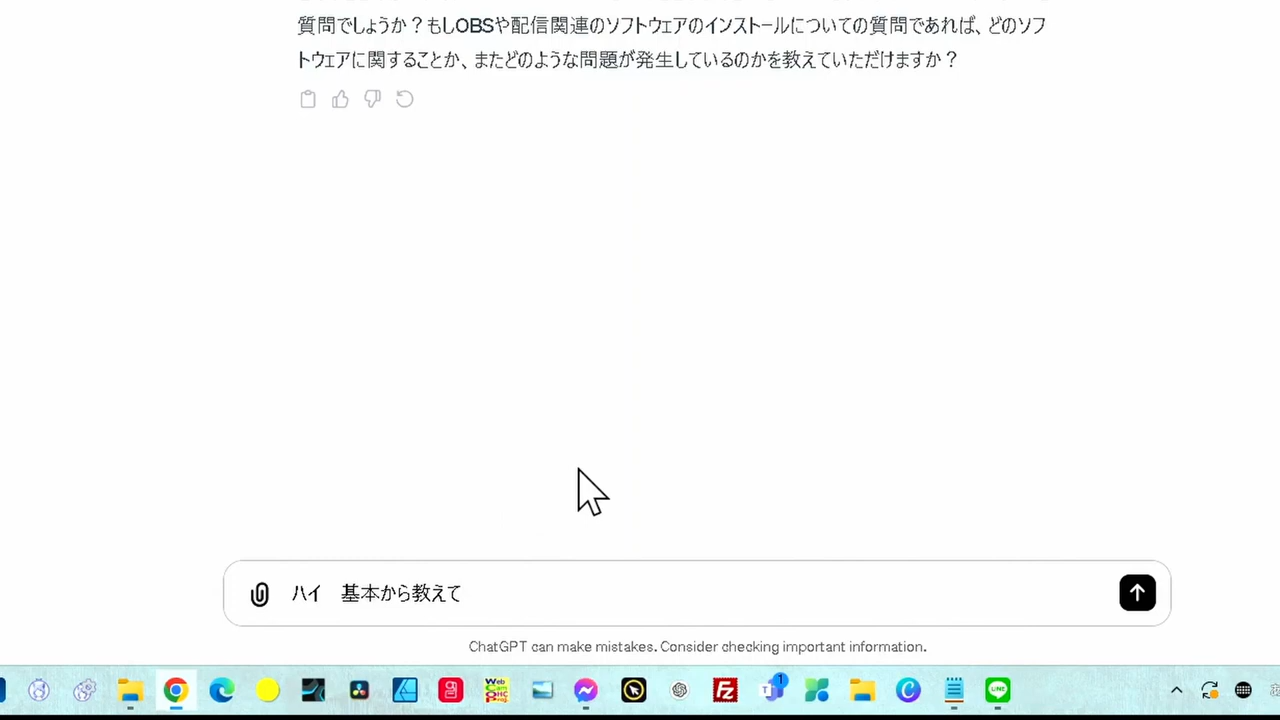 質問でしょうか？もしOBSや配信関連のソフトウェアのインストールについての質問であれば、どのソフ
トウェアに関することか、またどのような問題が発生しているのかを教えていただけますか？
ハイ　基本から教えて
ChatGPT can make mistakes. Consider checking important information.
Web
Cam
FZ
1
LINE